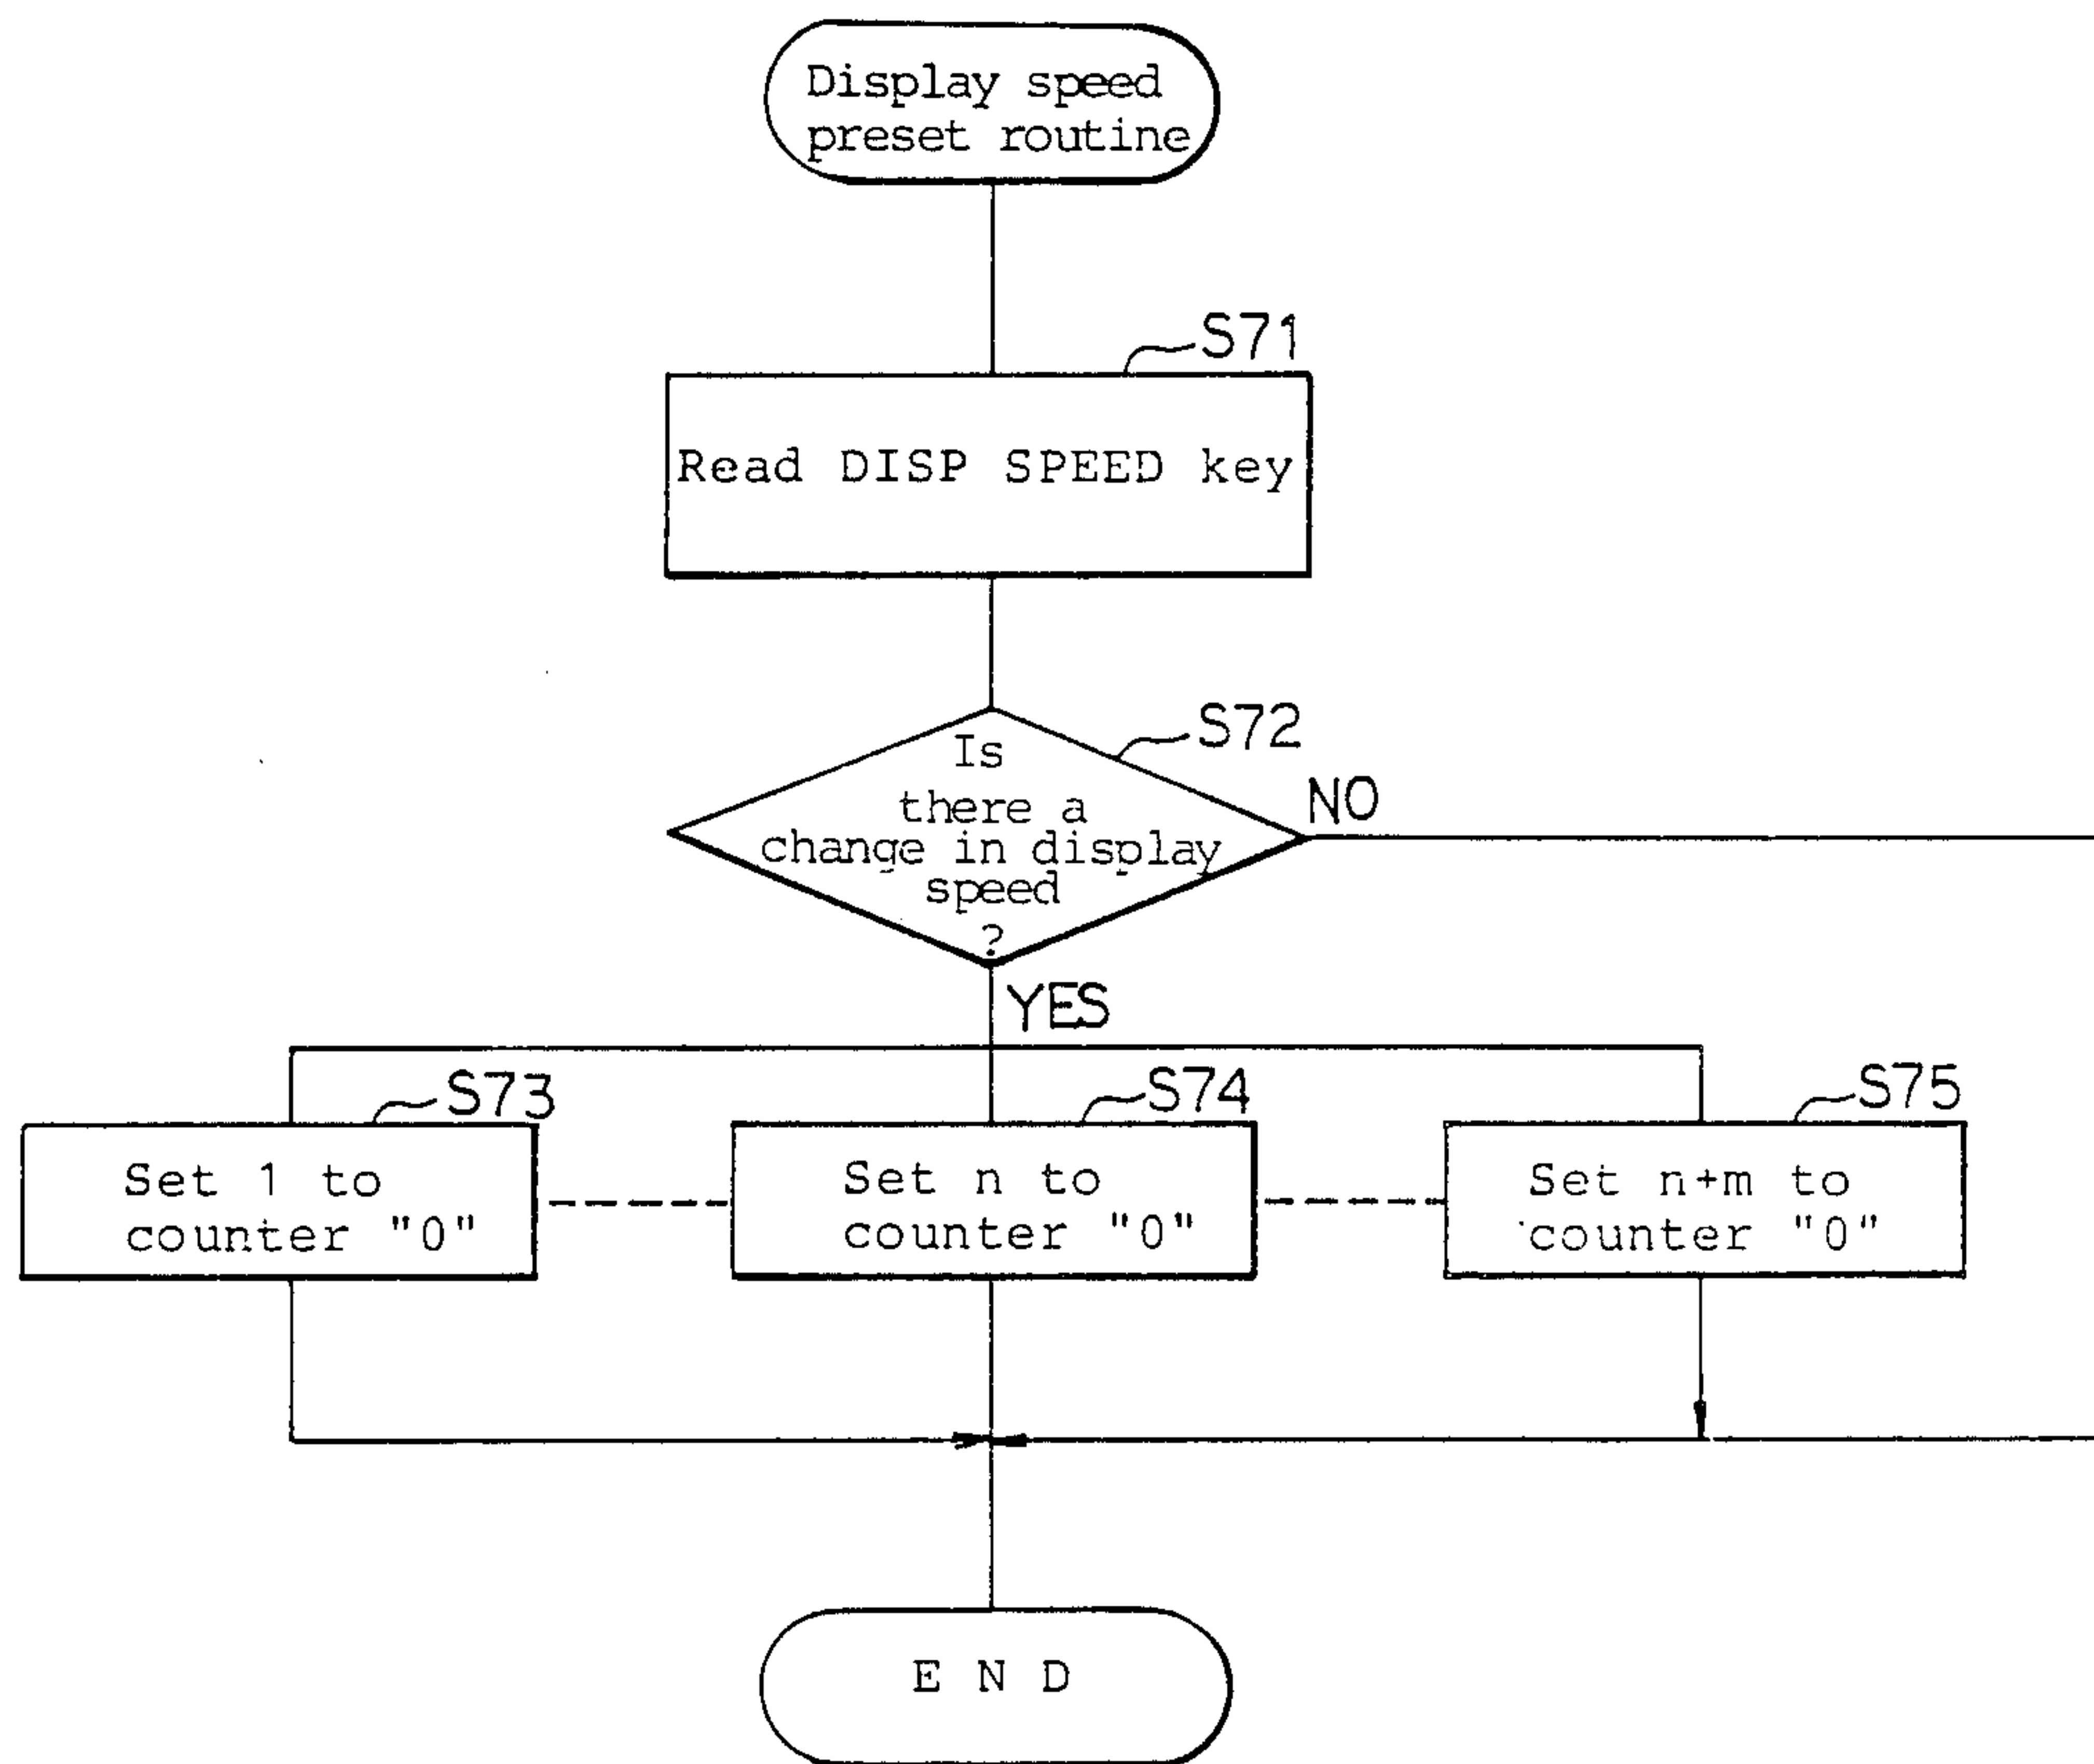 Display speed
preset routine
S71
Read DISP SPEED key
S72
Is
there a
change in display
speed
?
NO
YES
S73
Set 1 to
counter "0"
S74
Set n to
counter "0"
S75
Set n+m to
counter "0"
E N D